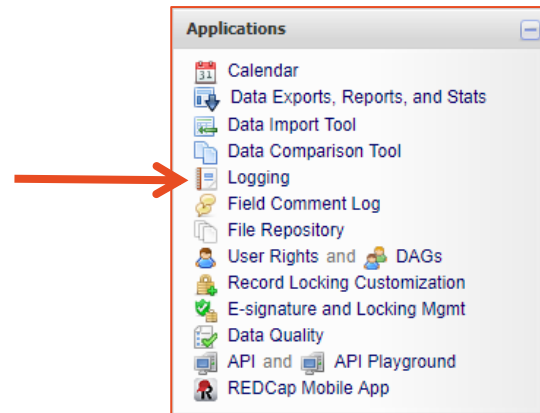 Applications
31
Calendar
Data Exports, Reports, and Stats
Data Import Tool
Data Comparison Tool
Logging
Field Comment Log
File Repository
User Rights and DAGs
Record Locking Customization
E-signature and Locking Mgmt
Data Quality
API and API Playground
REDCap Mobile App